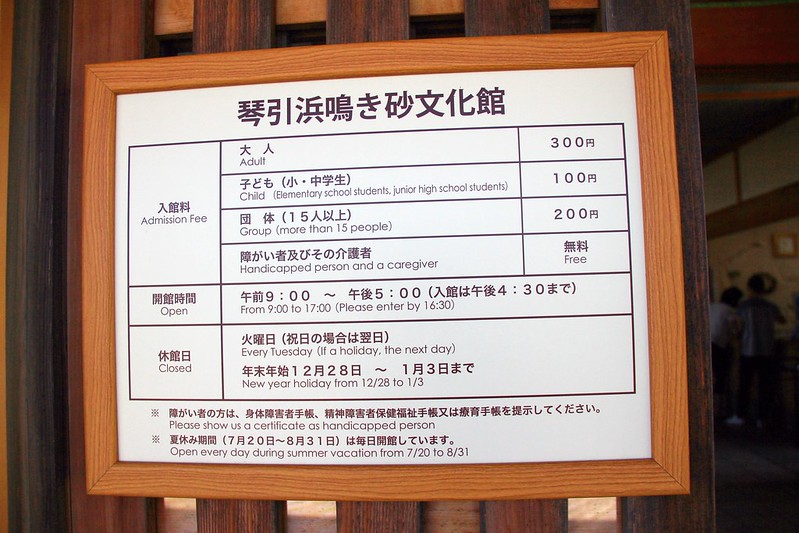 琴引浜鳴き砂文化館
入館料
Admission Fee
大　人
Adult
３００円
子ども（小・中学生）
Child （Elementary school students, junior high school students）
１００円
団　体（１５人以上）
Group（more than 15 people）
２００円
障がい者及びその介護者
Handicapped person and a caregiver
無料
Free
開館時間
Open
午前９：００　～　午後５：００（入館は午後４：３０まで）
From 9:00 to 17:00（Please enter by 16:30）
休館日
Closed
火曜日（祝日の場合は翌日）
Every Tuesday（If a holiday, the next day）
年末年始１２月２８日　～　１月３日まで
New year holiday from 12/28 to 1/3
※　障がい者の方は、身体障害者手帳、精神障害者保健福祉手帳又は療育手帳を提示してください。
Please show us a certificate as handicapped person
※　夏休み期間（７月２０日～８月３１日）は毎日開館しています。
Open every day during summer vacation from 7/20 to 8/31